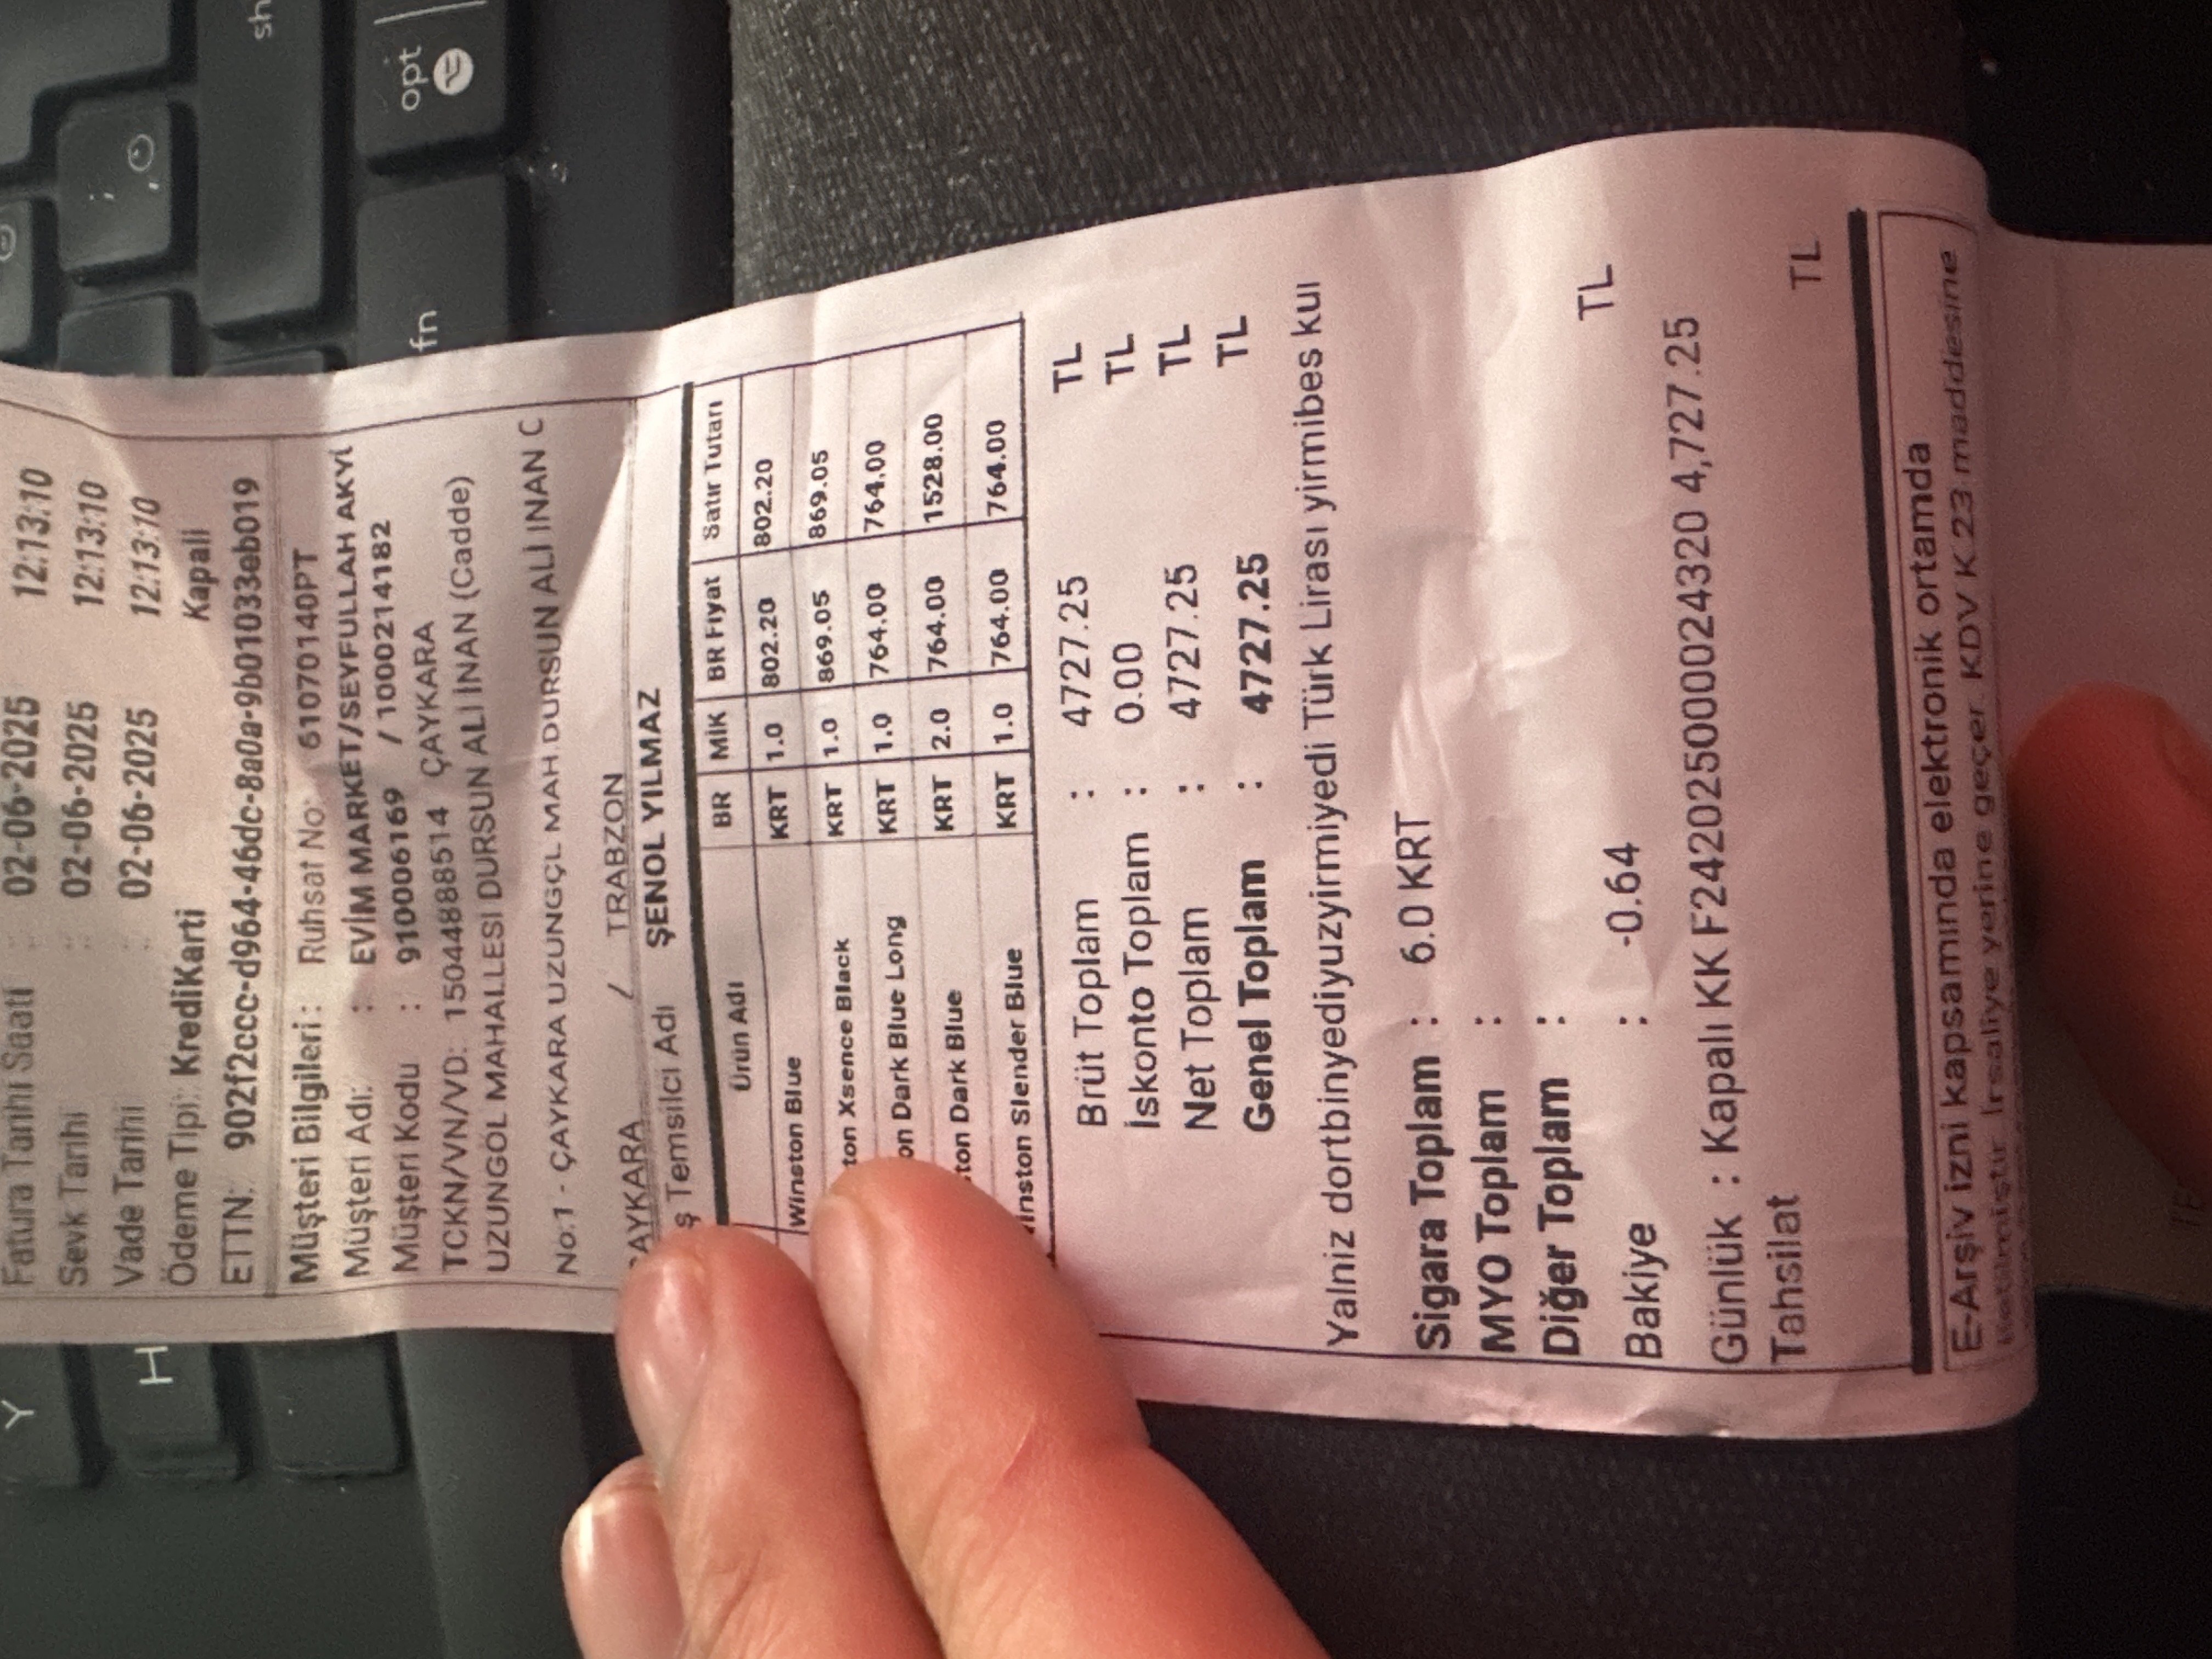 Fatura Tarihi Saati : 02-06-2025 12:13:10
Sevk Tarihi : 02-06-2025 12:13:10
Vade Tarihi : 02-06-2025 12:13:10
Ödeme Tipi: KrediKarti Kapali
ETTN: 902f2ccc-d964-46dc-8a0a-9b01033eb019
Müşteri Bilgileri : Ruhsat No: 61070140PT
Müşteri Adı: : EVİM MARKET/SEYFULLAH AKYI
Müşteri Kodu : 910006169 / 1000214182
TCKN/VN/VD: 15044888514 ÇAYKARA
UZUNGÖL MAHALLESI DURSUN ALI İNAN (Cadde)
No:1 - ÇAYKARA UZUNGÇL MAH DURSUN ALİ INAN C
AYKARA / TRABZON
ş Temsilci Adı ŞENOL YILMAZ
Ürün Adı BR MİK BR Fiyat Satır Tutarı
Winston Blue KRT 1.0 802.20 802.20
ton Xsence Black KRT 1.0 869.05 869.05
on Dark Blue Long KRT 1.0 764.00 764.00
ton Dark Blue KRT 2.0 764.00 1528.00
inston Slender Blue KRT 1.0 764.00 764.00
Brüt Toplam : 4727.25 TL
İskonto Toplam : 0.00 TL
Net Toplam : 4727.25 TL
Genel Toplam : 4727.25 TL
Yalniz dortbinyediyuzyirmiyedi Türk Lirası yirmibes kuı
Sigara Toplam : 6.0 KRT
MYO Toplam :
Diğer Toplam :
Bakiye : -0.64 TL
Günlük : Kapalı KK F242025000024320 4,727.25
Tahsilat TL
E-Arşiv izni kapsamında elektronik ortamda
iletilmiştir İrsaliye yerine geçer. KDV K 23 maddesine
sh
opt
fn
Y
H